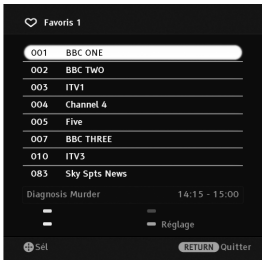 Favoris 1
001 BBC ONE
002 BBC TWO
003 ITV1
004 Channel 4
005 Five
007 BBC THREE
010 ITV3
083 Sky Spts News
Diagnosis Murder 14:15 - 15:00
Réglage
Sél RETURN Quitter